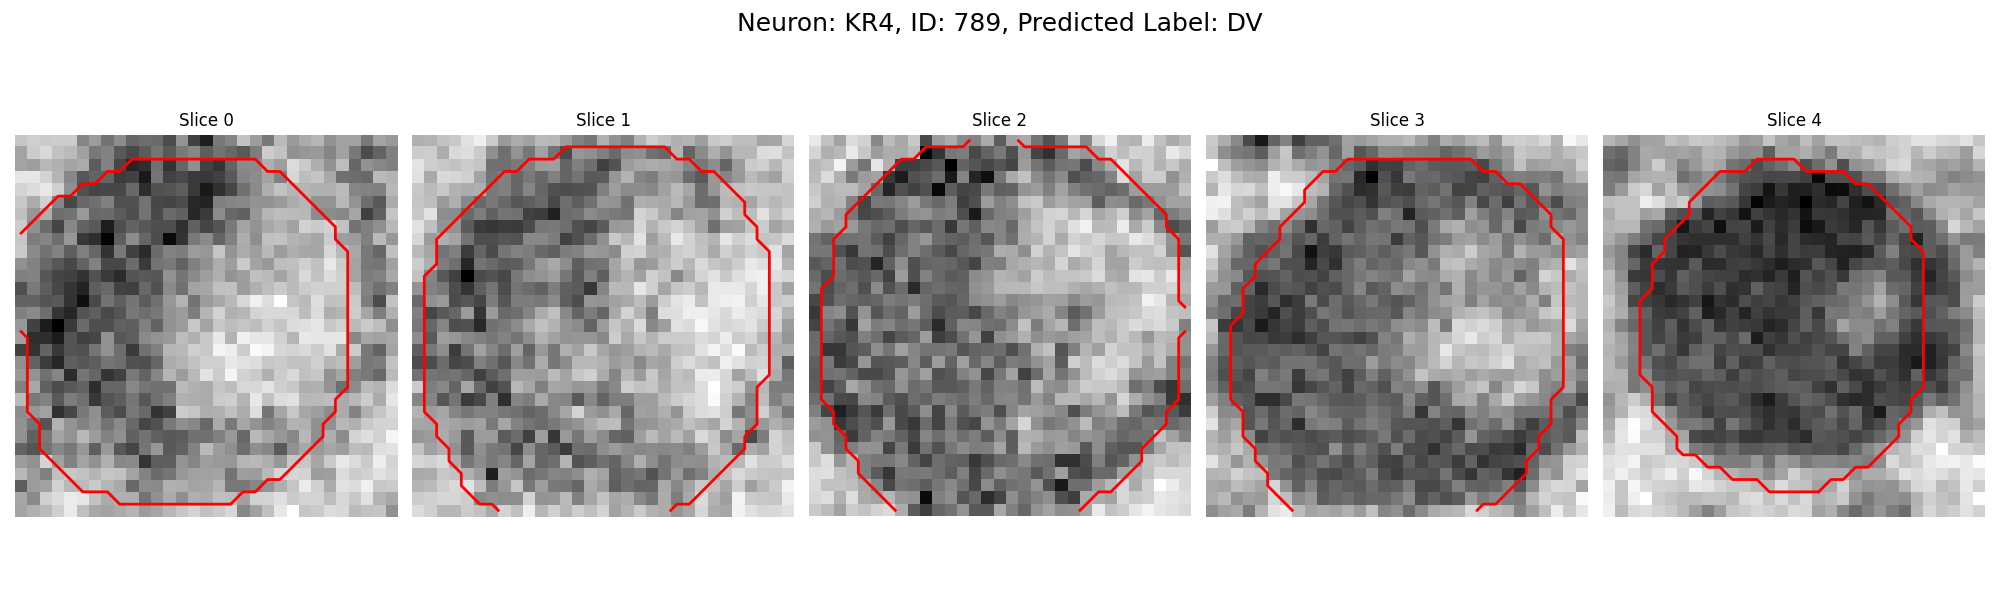 Neuron: KR4, ID: 789, Predicted Label: DV
Slice 0
Slice 1
Slice 2
Slice 3
Slice 4